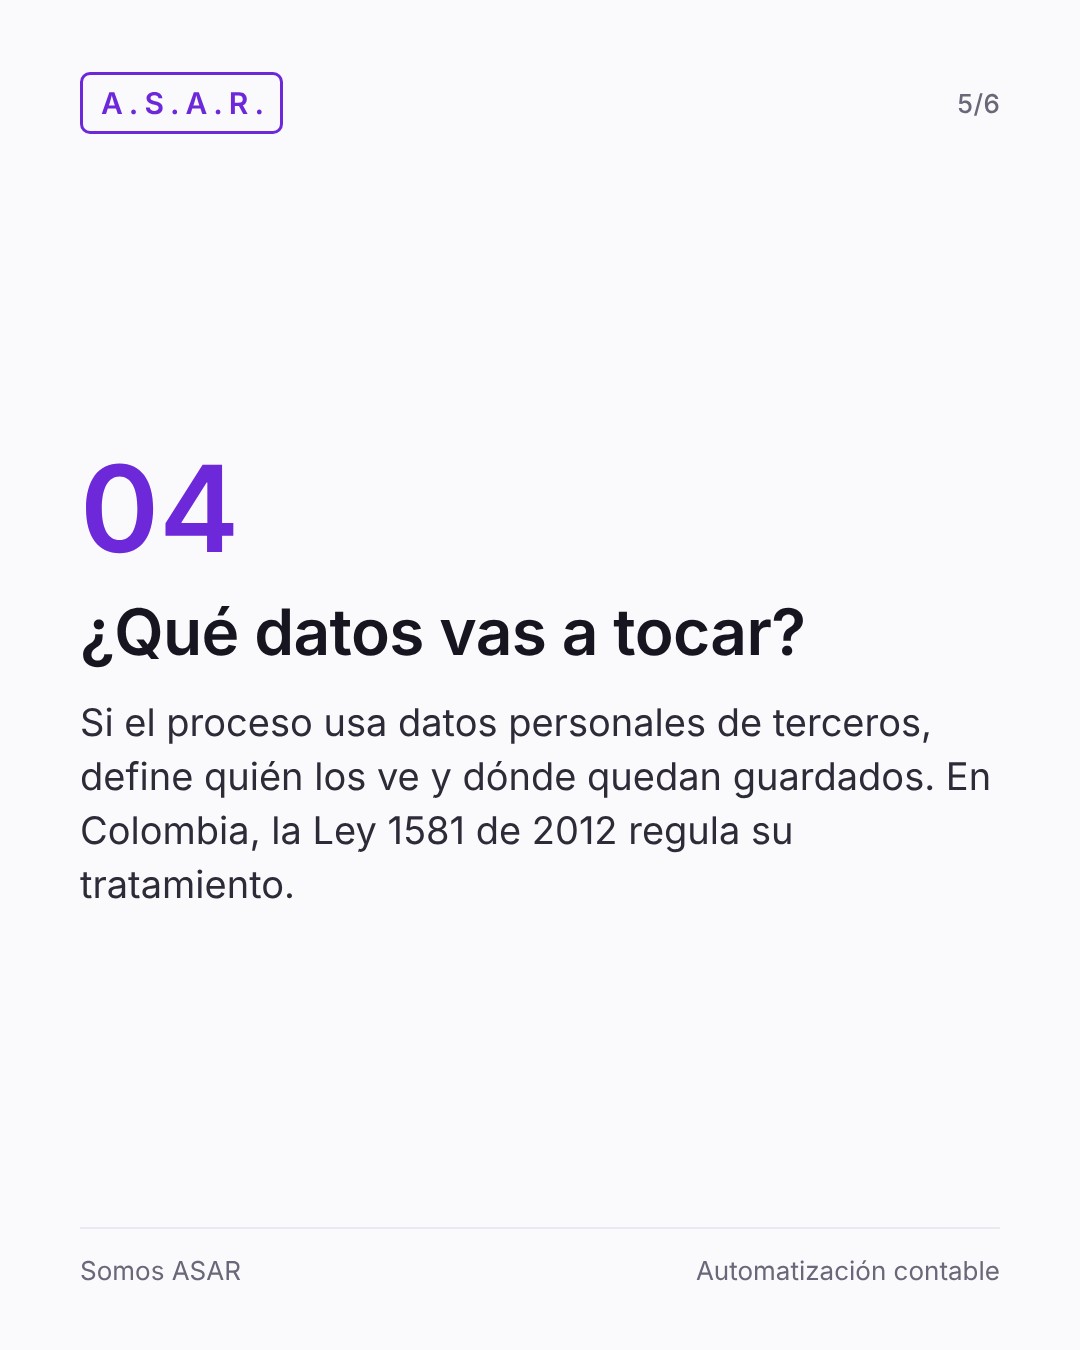 A.S.A.R.
5/6
04
¿Qué datos vas a tocar?
Si el proceso usa datos personales de terceros,
define quién los ve y dónde quedan guardados. En
Colombia, la Ley 1581 de 2012 regula su
tratamiento.
Somos ASAR
Automatización contable